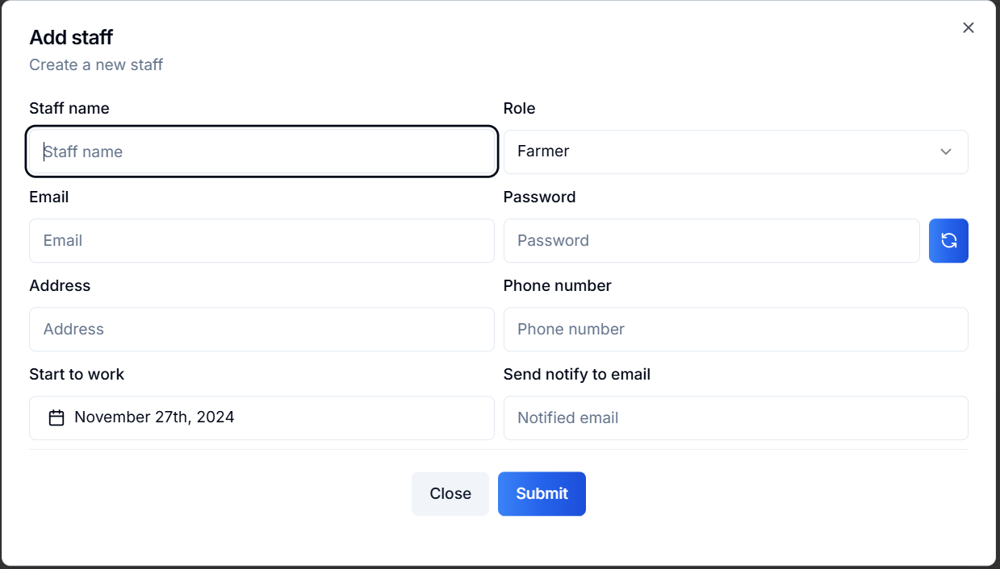 Add staff
Create a new staff
Staff name
Role
Staff name
Farmer
Email
Password
Email
Password
Address
Phone number
Address
Phone number
Start to work
Send notify to email
November 27th, 2024
Notified email
Close
Submit